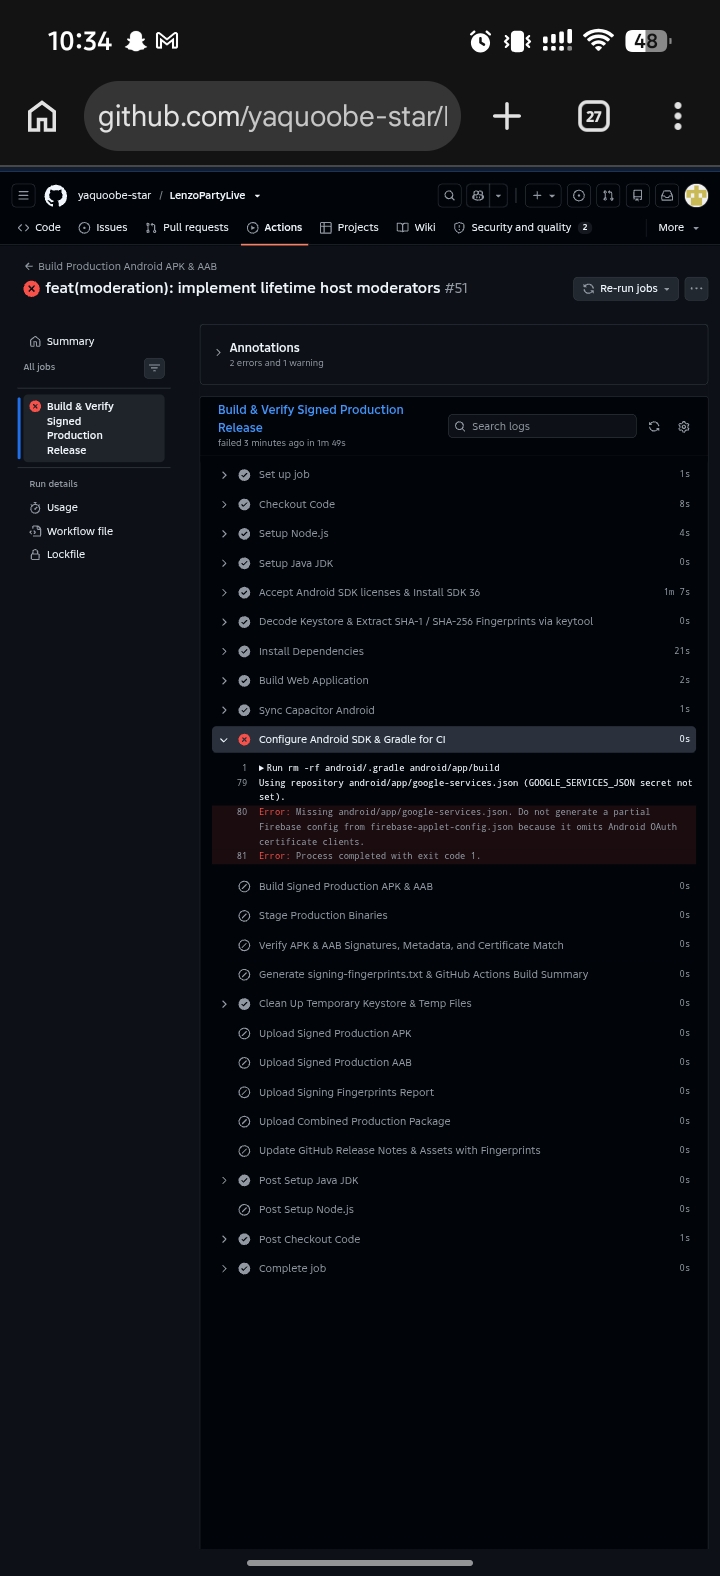 10:34
48
github.com/yaquoobe-star/
27
yaquoobe-star / LenzoPartyLive
Code Issues Pull requests Actions Projects Wiki Security and quality 2 More
Build Production Android APK & AAB
feat(moderation): implement lifetime host moderators #51
Re-run jobs
Summary
All jobs
Build & Verify
Signed
Production
Release
Run details
Usage
Workflow file
Lockfile
Annotations
2 errors and 1 warning
Build & Verify Signed Production
Release
failed 3 minutes ago in 1m 49s
Search logs
Set up job 1s
Checkout Code 8s
Setup Node.js 4s
Setup Java JDK 0s
Accept Android SDK licenses & Install SDK 36 1m 7s
Decode Keystore & Extract SHA-1 / SHA-256 Fingerprints via keytool 0s
Install Dependencies 21s
Build Web Application 2s
Sync Capacitor Android 1s
Configure Android SDK & Gradle for CI 0s
1 Run rm -rf android/.gradle android/app/build
79 Using repository android/app/google-services.json (GOOGLE_SERVICES_JSON secret not
set).
80 Error: Missing android/app/google-services.json. Do not generate a partial
Firebase config from firebase-applet-config.json because it omits Android OAuth
certificate clients.
81 Error: Process completed with exit code 1.
Build Signed Production APK & AAB 0s
Stage Production Binaries 0s
Verify APK & AAB Signatures, Metadata, and Certificate Match 0s
Generate signing-fingerprints.txt & GitHub Actions Build Summary 0s
Clean Up Temporary Keystore & Temp Files 0s
Upload Signed Production APK 0s
Upload Signed Production AAB 0s
Upload Signing Fingerprints Report 0s
Upload Combined Production Package 0s
Update GitHub Release Notes & Assets with Fingerprints 0s
Post Setup Java JDK 0s
Post Setup Node.js 0s
Post Checkout Code 1s
Complete job 0s